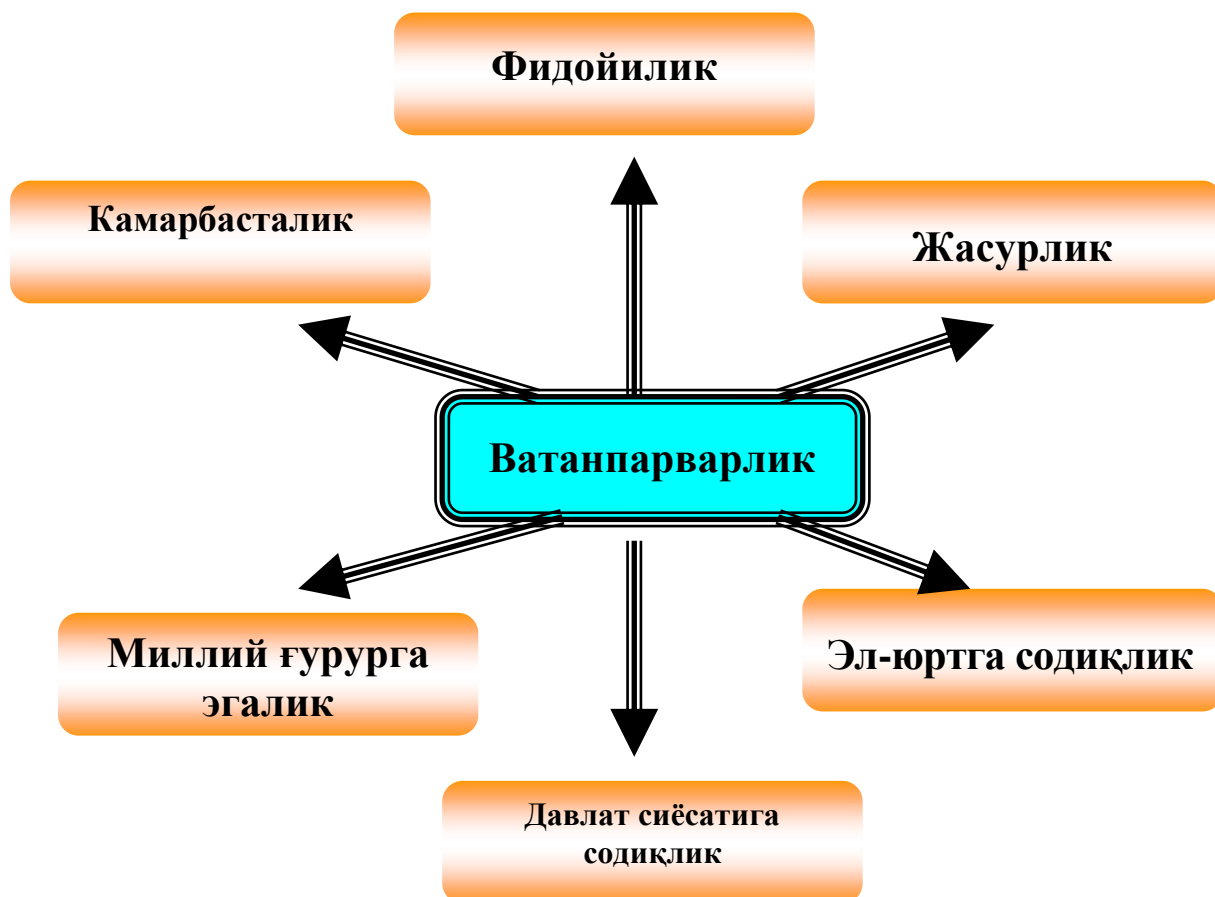 Фидойилик
Камарбасталик
Жасурлик
Ватанпарварлик
Миллий ғурурга
эгалик
Эл-юртга содиқлик
Давлат сиёсатига
содиқлик